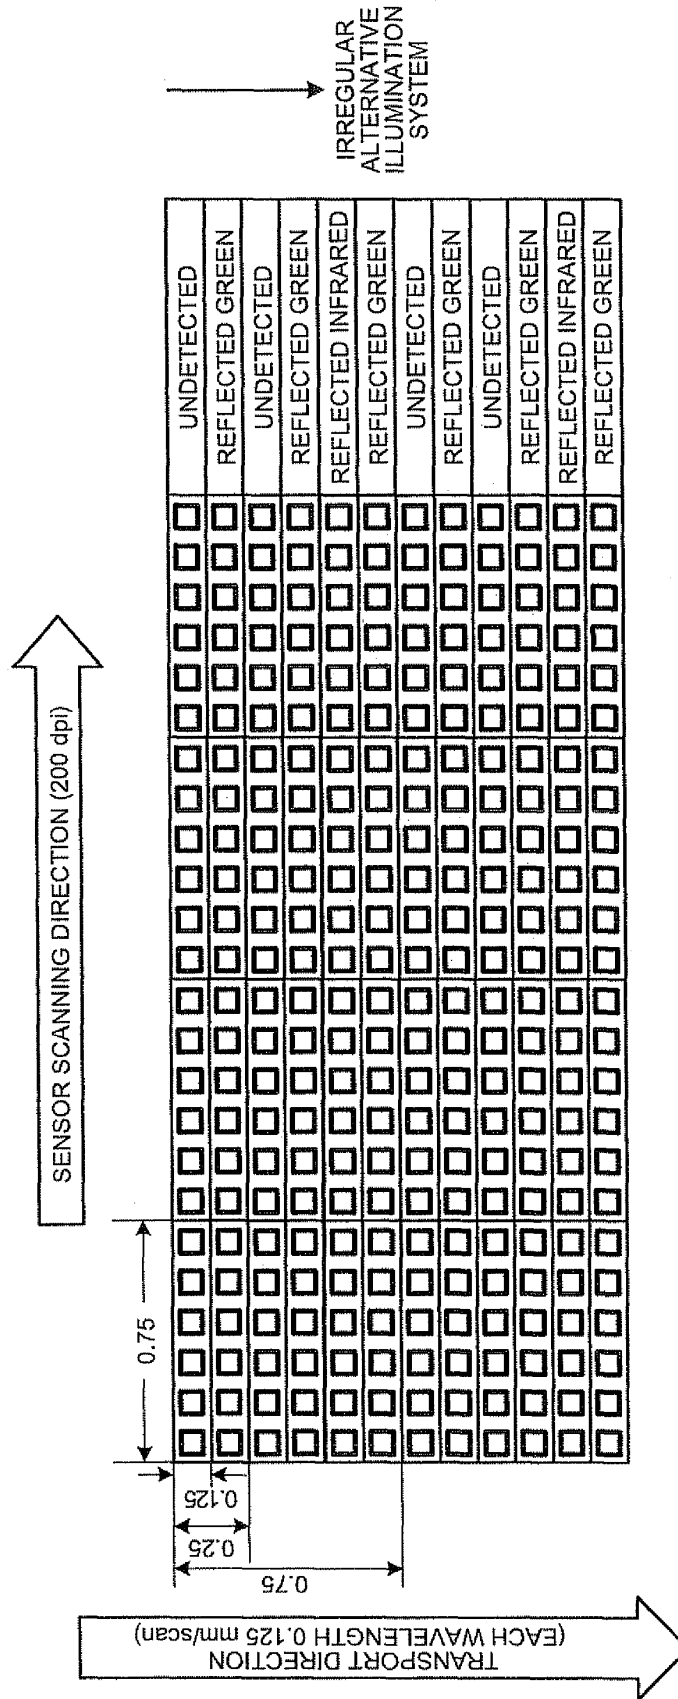 SENSOR SCANNING DIRECTION (200 dpi)
TRANSPORT DIRECTION
(EACH WAVELENGTH 0.125 mm/scan)
0.75
0.125
0.25
0.75
UNDETECTED
REFLECTED GREEN
UNDETECTED
REFLECTED GREEN
REFLECTED INFRARED
REFLECTED GREEN
UNDETECTED
REFLECTED GREEN
UNDETECTED
REFLECTED GREEN
REFLECTED INFRARED
REFLECTED GREEN
IRREGULAR
ALTERNATIVE
ILLUMINATION
SYSTEM